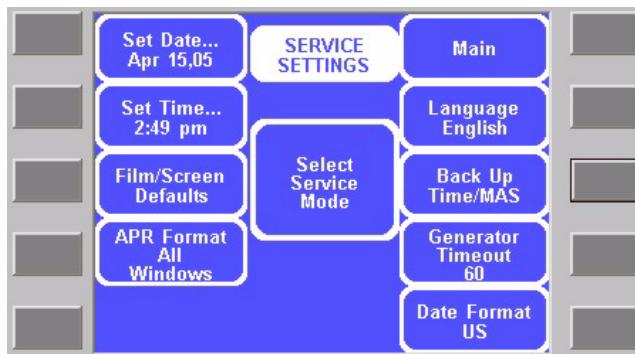 Set Date...
Apr 15,05
SERVICE
SETTINGS
Main
Set Time...
2:49 pm
Language
English
Film/Screen
Defaults
Select
Service
Mode
Back Up
Time/MAS
APR Format
All
Windows
Generator
Timeout
60
Date Format
US